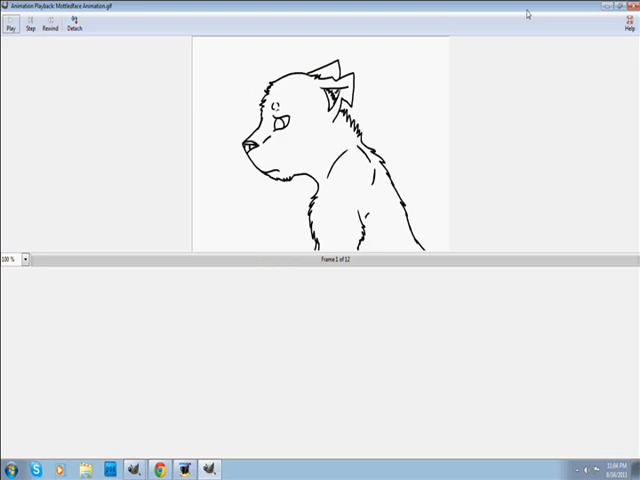 Animation Playback: Mottledface Animation.gif
Play
Step
Rewind
Detach
Help
100 %
Frame 1 of 12
11:04 PM
8/16/2011